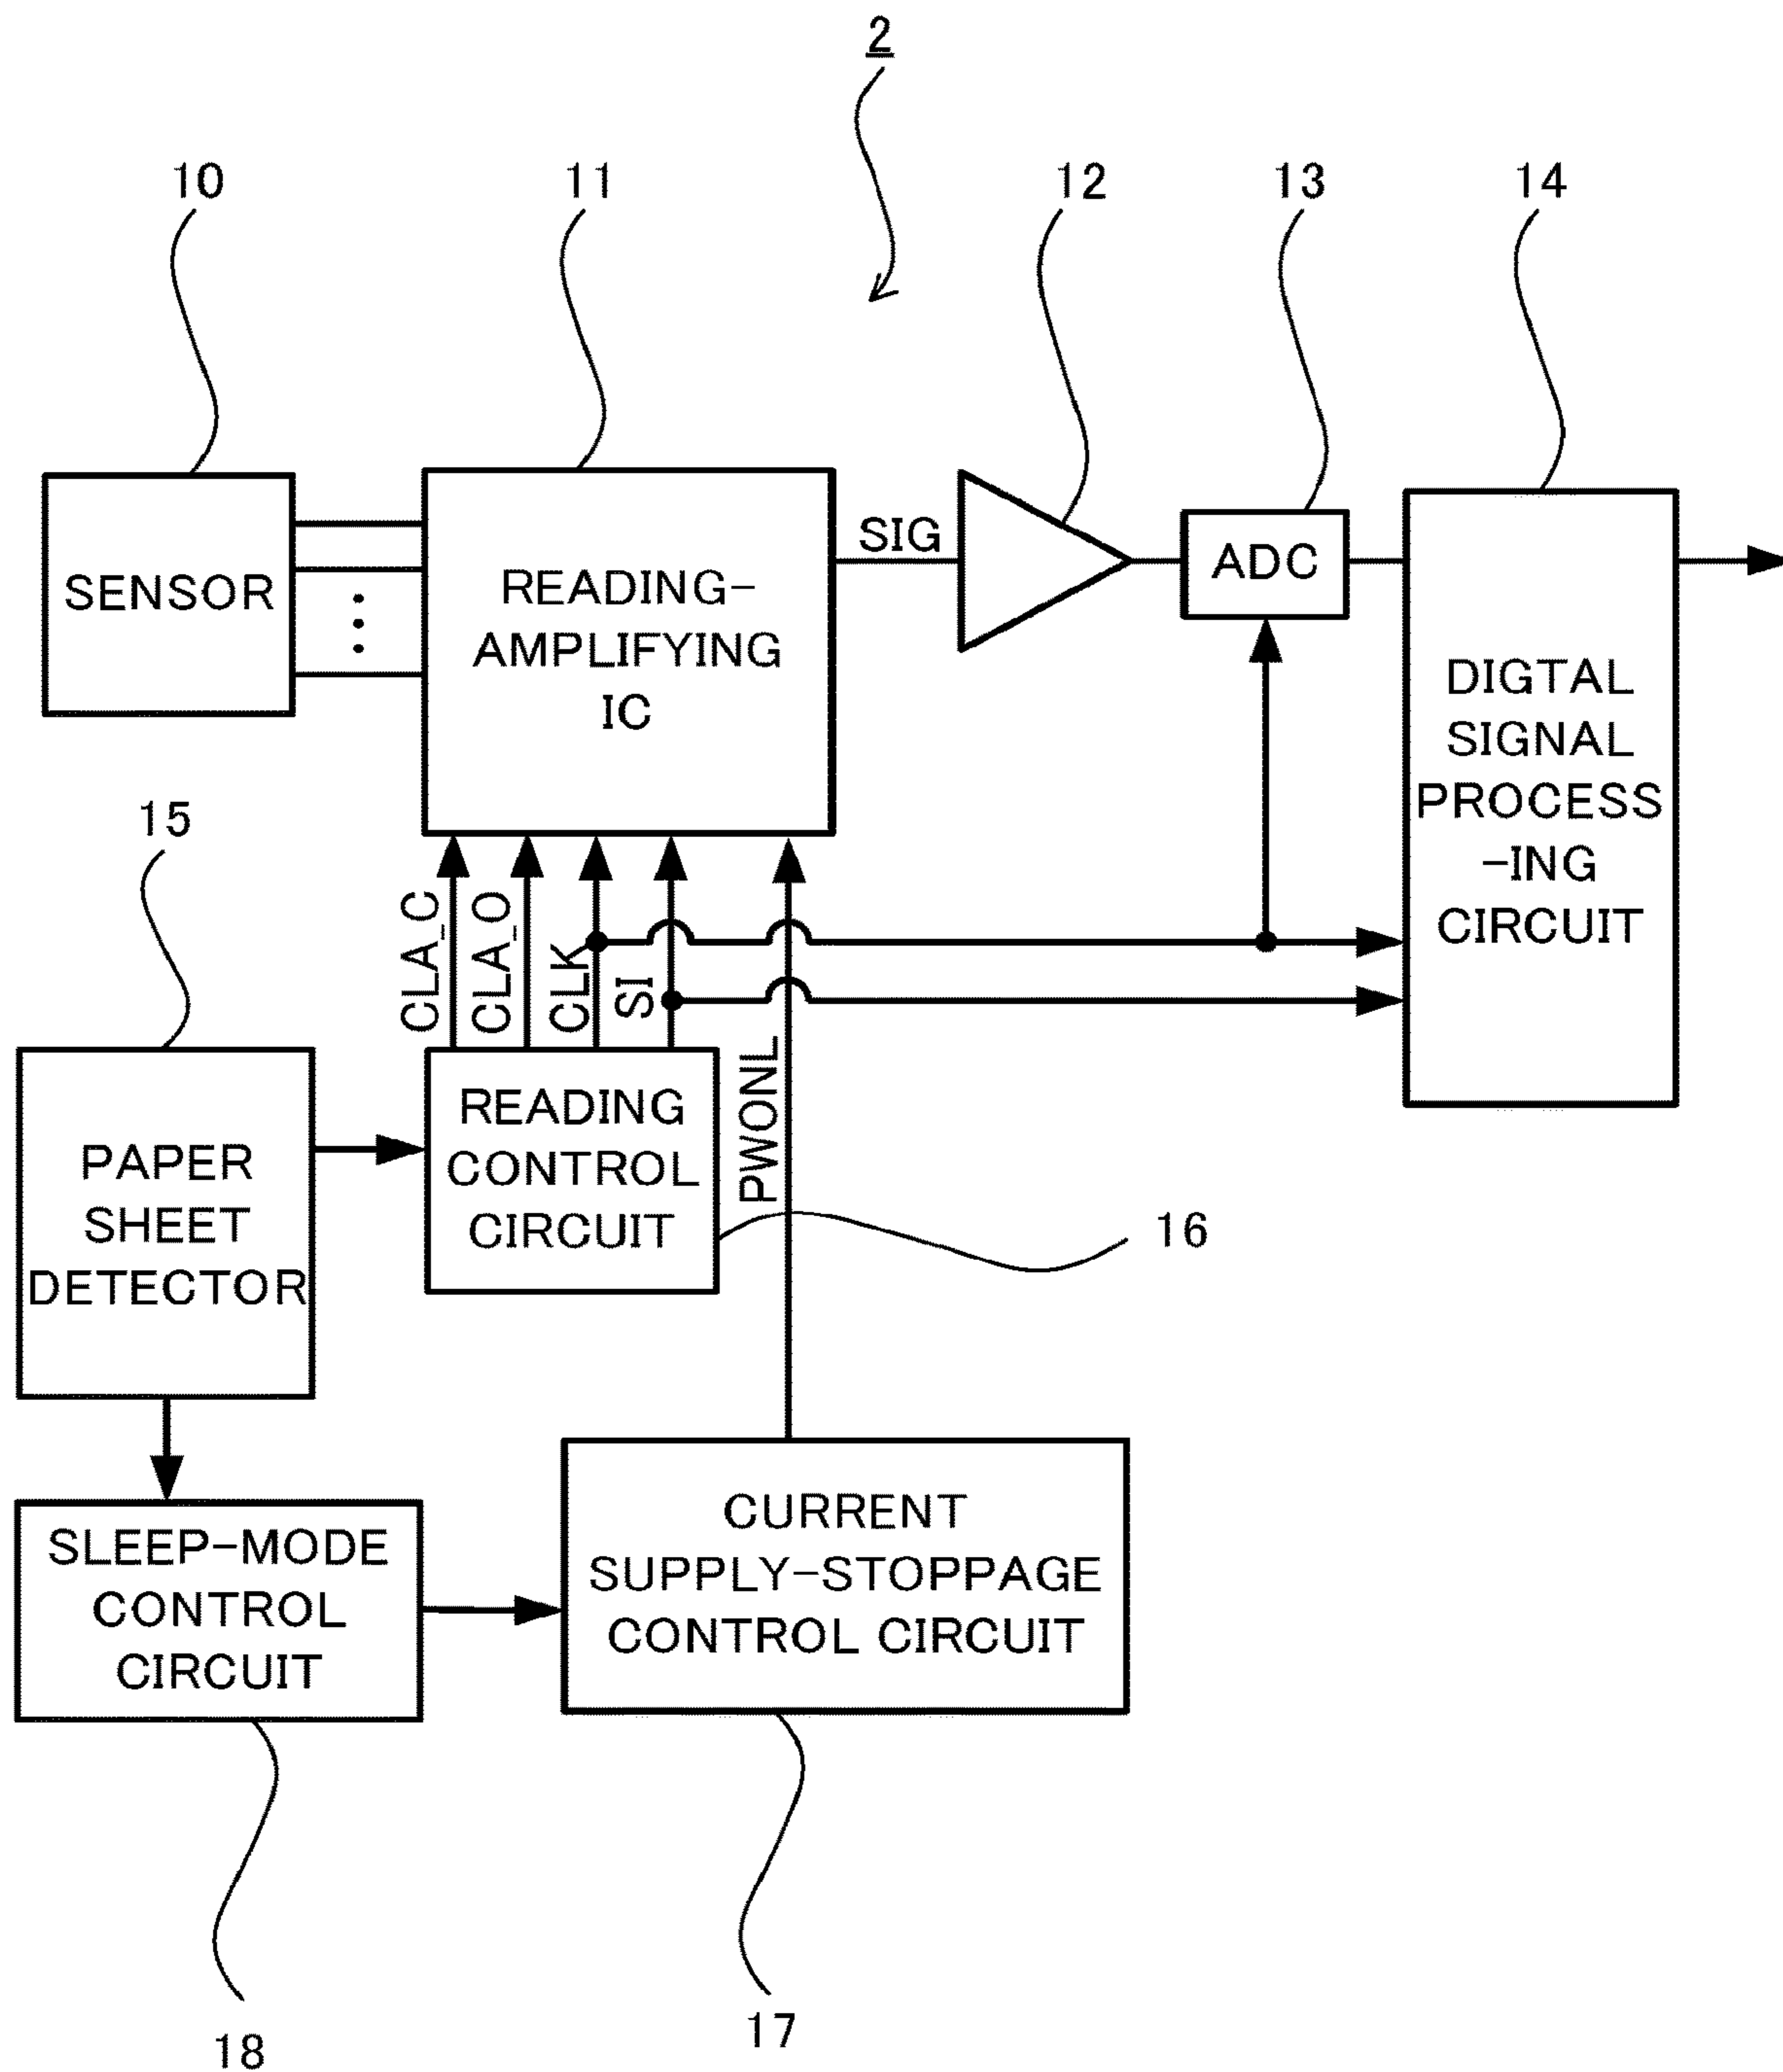 2
10
11
12
13
14
SENSOR
READING-
AMPLIFYING
IC
SIG
ADC
DIGTAL
SIGNAL
PROCESS
-ING
CIRCUIT
15
CLA_C
CLA_O
CLK
SI
PWONL
PAPER
SHEET
DETECTOR
READING
CONTROL
CIRCUIT
16
SLEEP-MODE
CONTROL
CIRCUIT
CURRENT
SUPPLY-STOPPAGE
CONTROL CIRCUIT
18
17